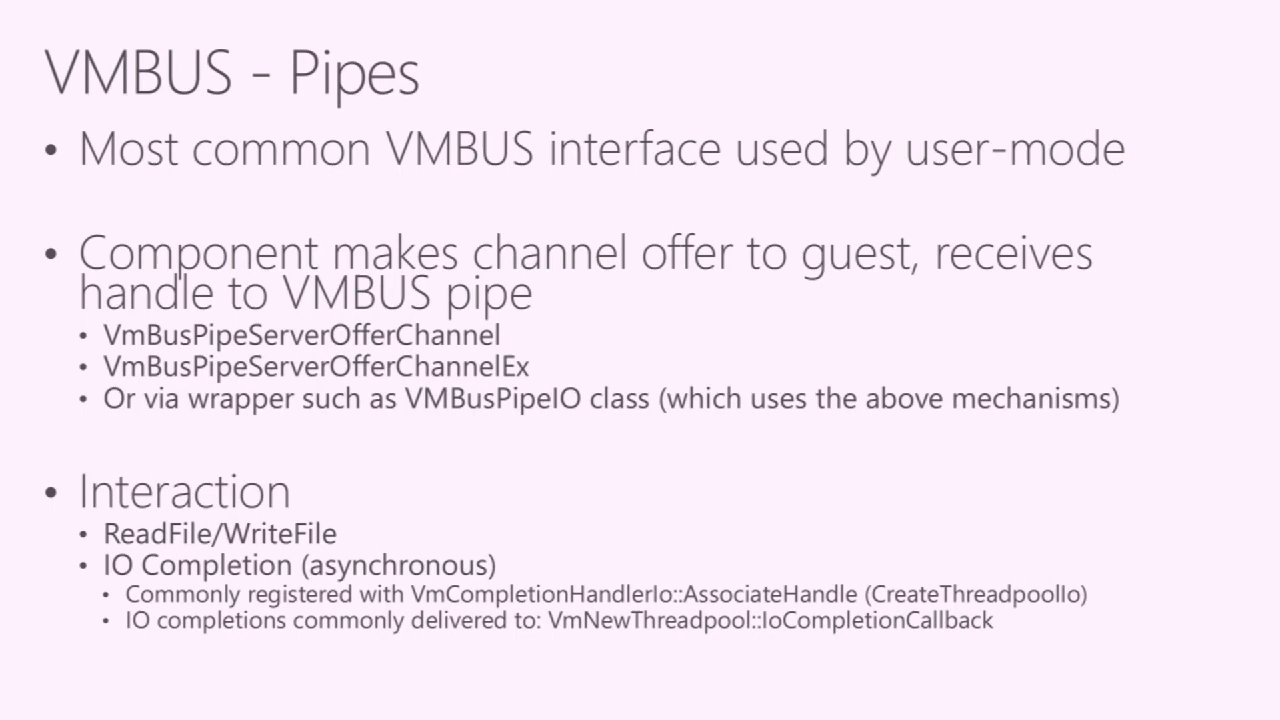 VMBUS - Pipes
• Most common VMBUS interface used by user-mode
• Component makes channel offer to guest, receives
handle to VMBUS pipe
• VmBusPipeServerOfferChannel
• VmBusPipeServerOfferChannelEx
• Or via wrapper such as VMBusPipeIO class (which uses the above mechanisms)
• Interaction
• ReadFile/WriteFile
• IO Completion (asynchronous)
• Commonly registered with VmCompletionHandlerIo::AssociateHandle (CreateThreadpoolIo)
• IO completions commonly delivered to: VmNewThreadpool::IoCompletionCallback